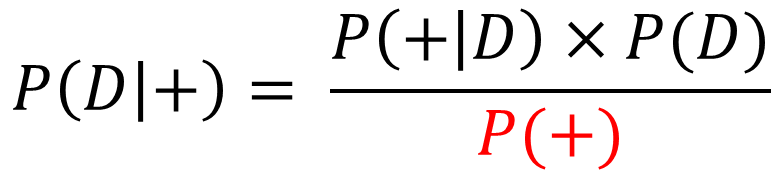 P(D|+) = P(+|D) × P(D)
P(+)